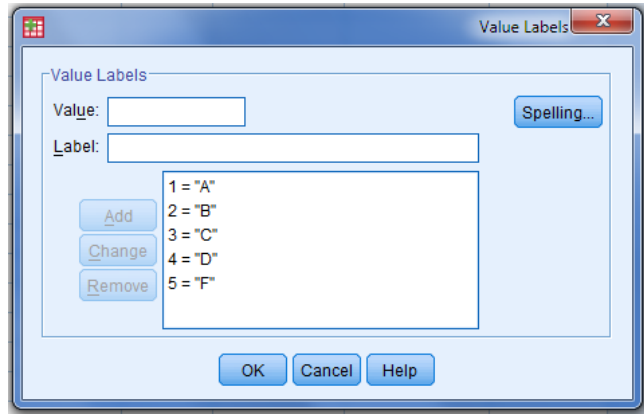 Value Labels
X
Value Labels
Value:
Spelling...
Label:
1 = "A"
Add
2 = "B"
3 = "C"
Change
4 = "D"
Remove
5 = "F"
OK Cancel Help